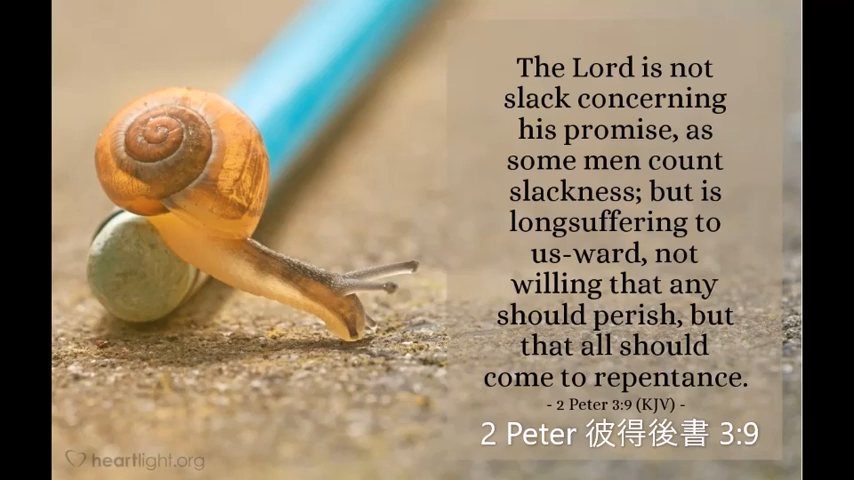 The Lord is not
slack concerning
his promise, as
some men count
slackness; but is
longsuffering to
us-ward, not
willing that any
should perish, but
that all should
come to repentance.
- 2 Peter 3:9 (KJV) -
2 Peter 彼得後書 3:9
heartlight.org